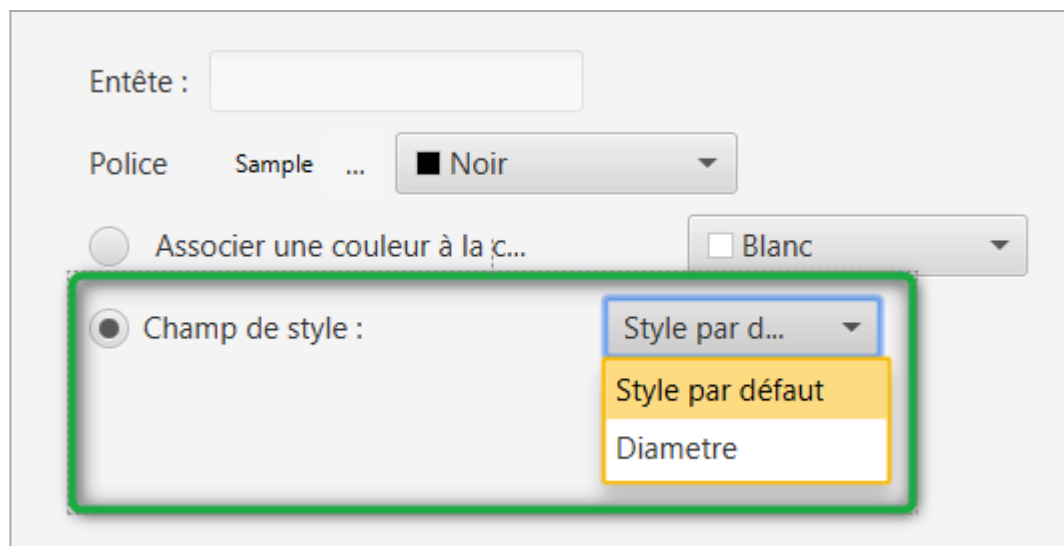 Entête :
Police Sample ... Noir
Associer une couleur à la c... Blanc
Champ de style : Style par d...
Style par défaut
Diametre